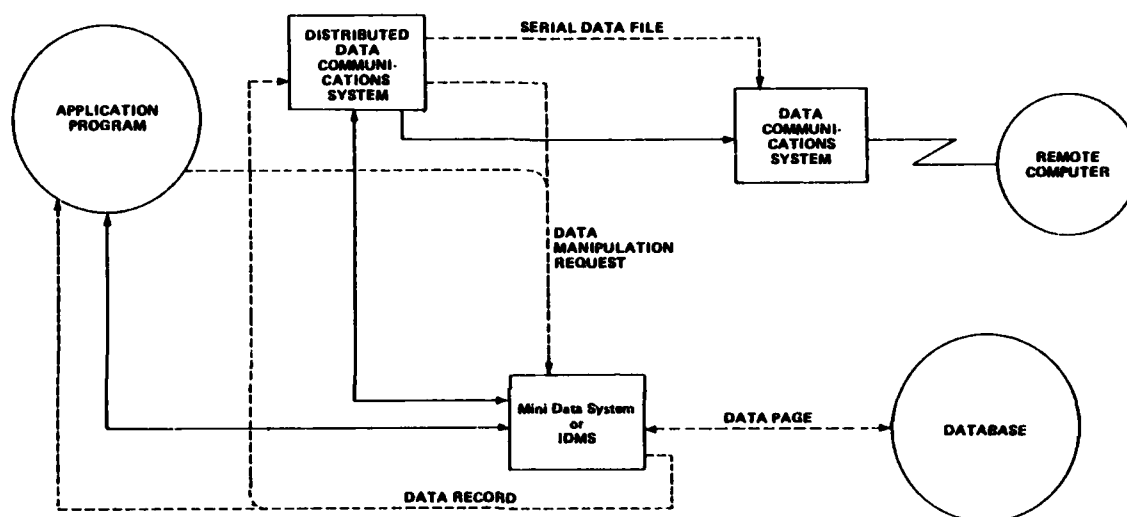 SERIAL DATA FILE
DISTRIBUTED
DATA
COMMUNI-
CATIONS
SYSTEM
APPLICATION
PROGRAM
DATA
COMMUNI-
CATIONS
SYSTEM
REMOTE
COMPUTER
DATA
MANIPULATION
REQUEST
Mini Data System
or
IDMS
DATA PAGE
DATABASE
DATA RECORD